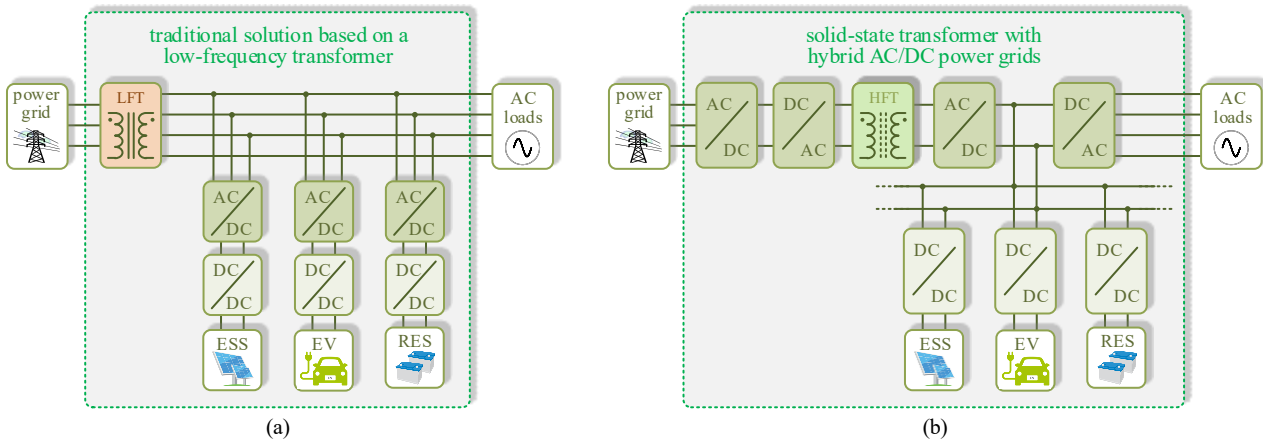 traditional solution based on a
low-frequency transformer
power
grid
LFT
AC
loads
AC
DC
AC
DC
AC
DC
DC
DC
DC
DC
DC
DC
ESS
EV
RES
(a)
solid-state transformer with
hybrid AC/DC power grids
power
grid
AC
DC
DC
AC
HFT
AC
DC
DC
AC
AC
loads
DC
DC
DC
DC
DC
DC
ESS
EV
RES
(b)